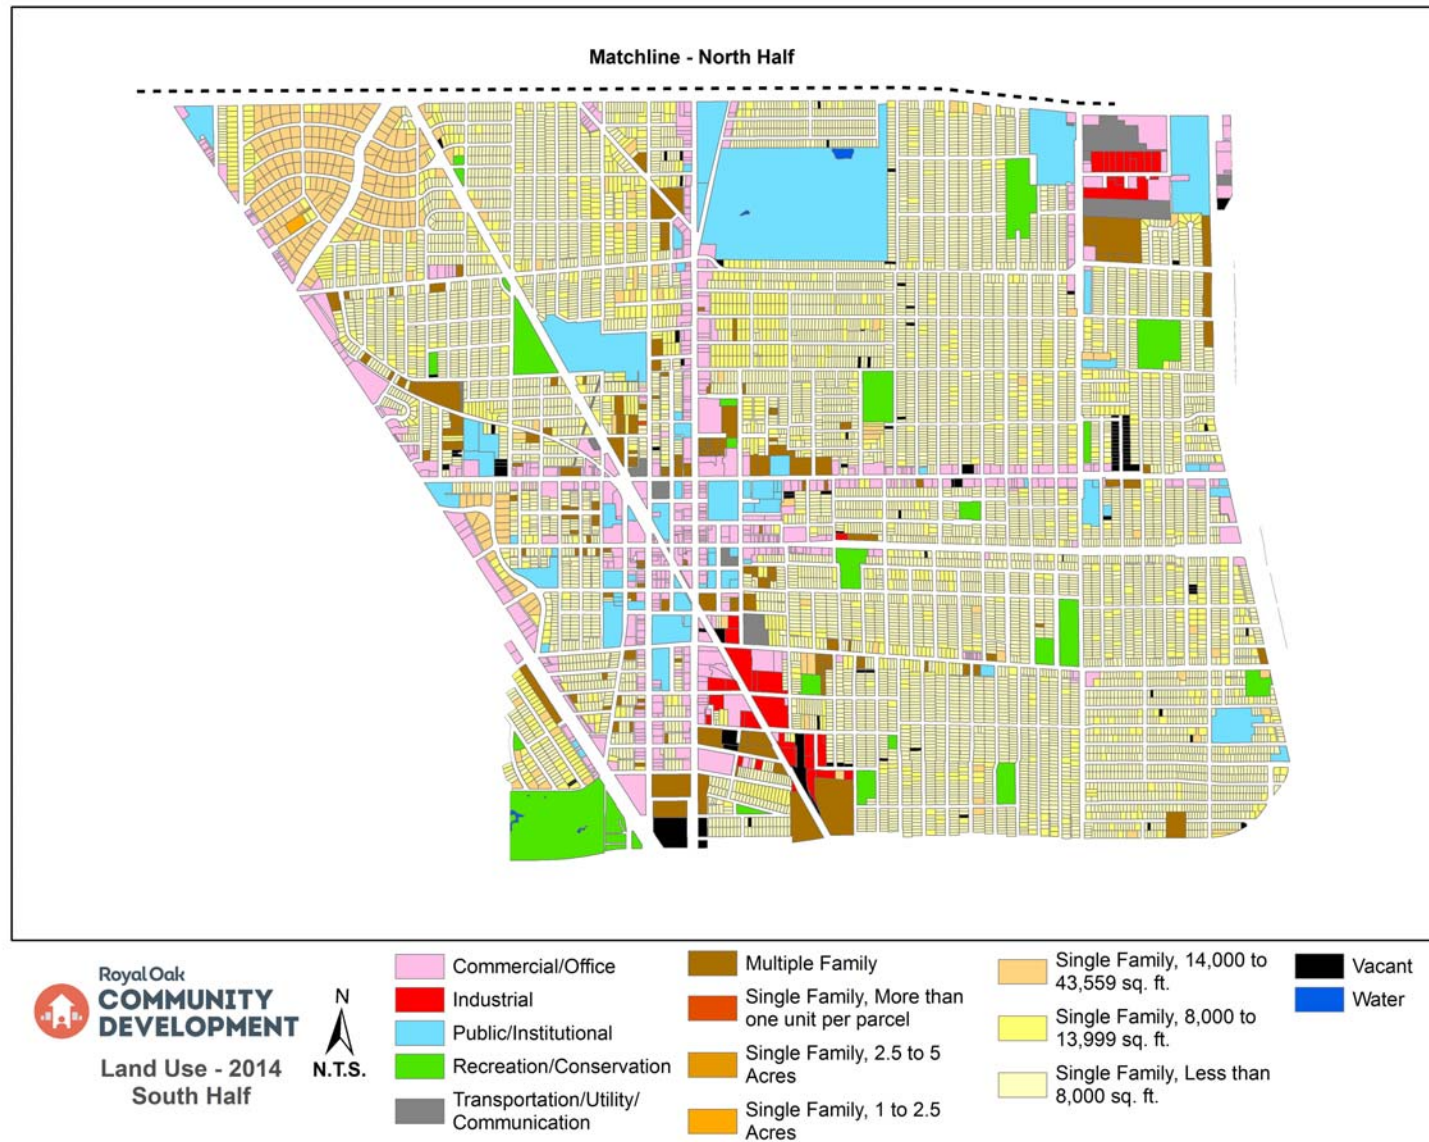 Matchline - North Half
Royal Oak
COMMUNITY
DEVELOPMENT
Land Use - 2014
South Half
N
N.T.S.
Commercial/Office
Industrial
Public/Institutional
Recreation/Conservation
Transportation/Utility/
Communication
Multiple Family
Single Family, More than
one unit per parcel
Single Family, 2.5 to 5
Acres
Single Family, 1 to 2.5
Acres
Single Family, 14,000 to
43,559 sq. ft.
Single Family, 8,000 to
13,999 sq. ft.
Single Family, Less than
8,000 sq. ft.
Vacant
Water